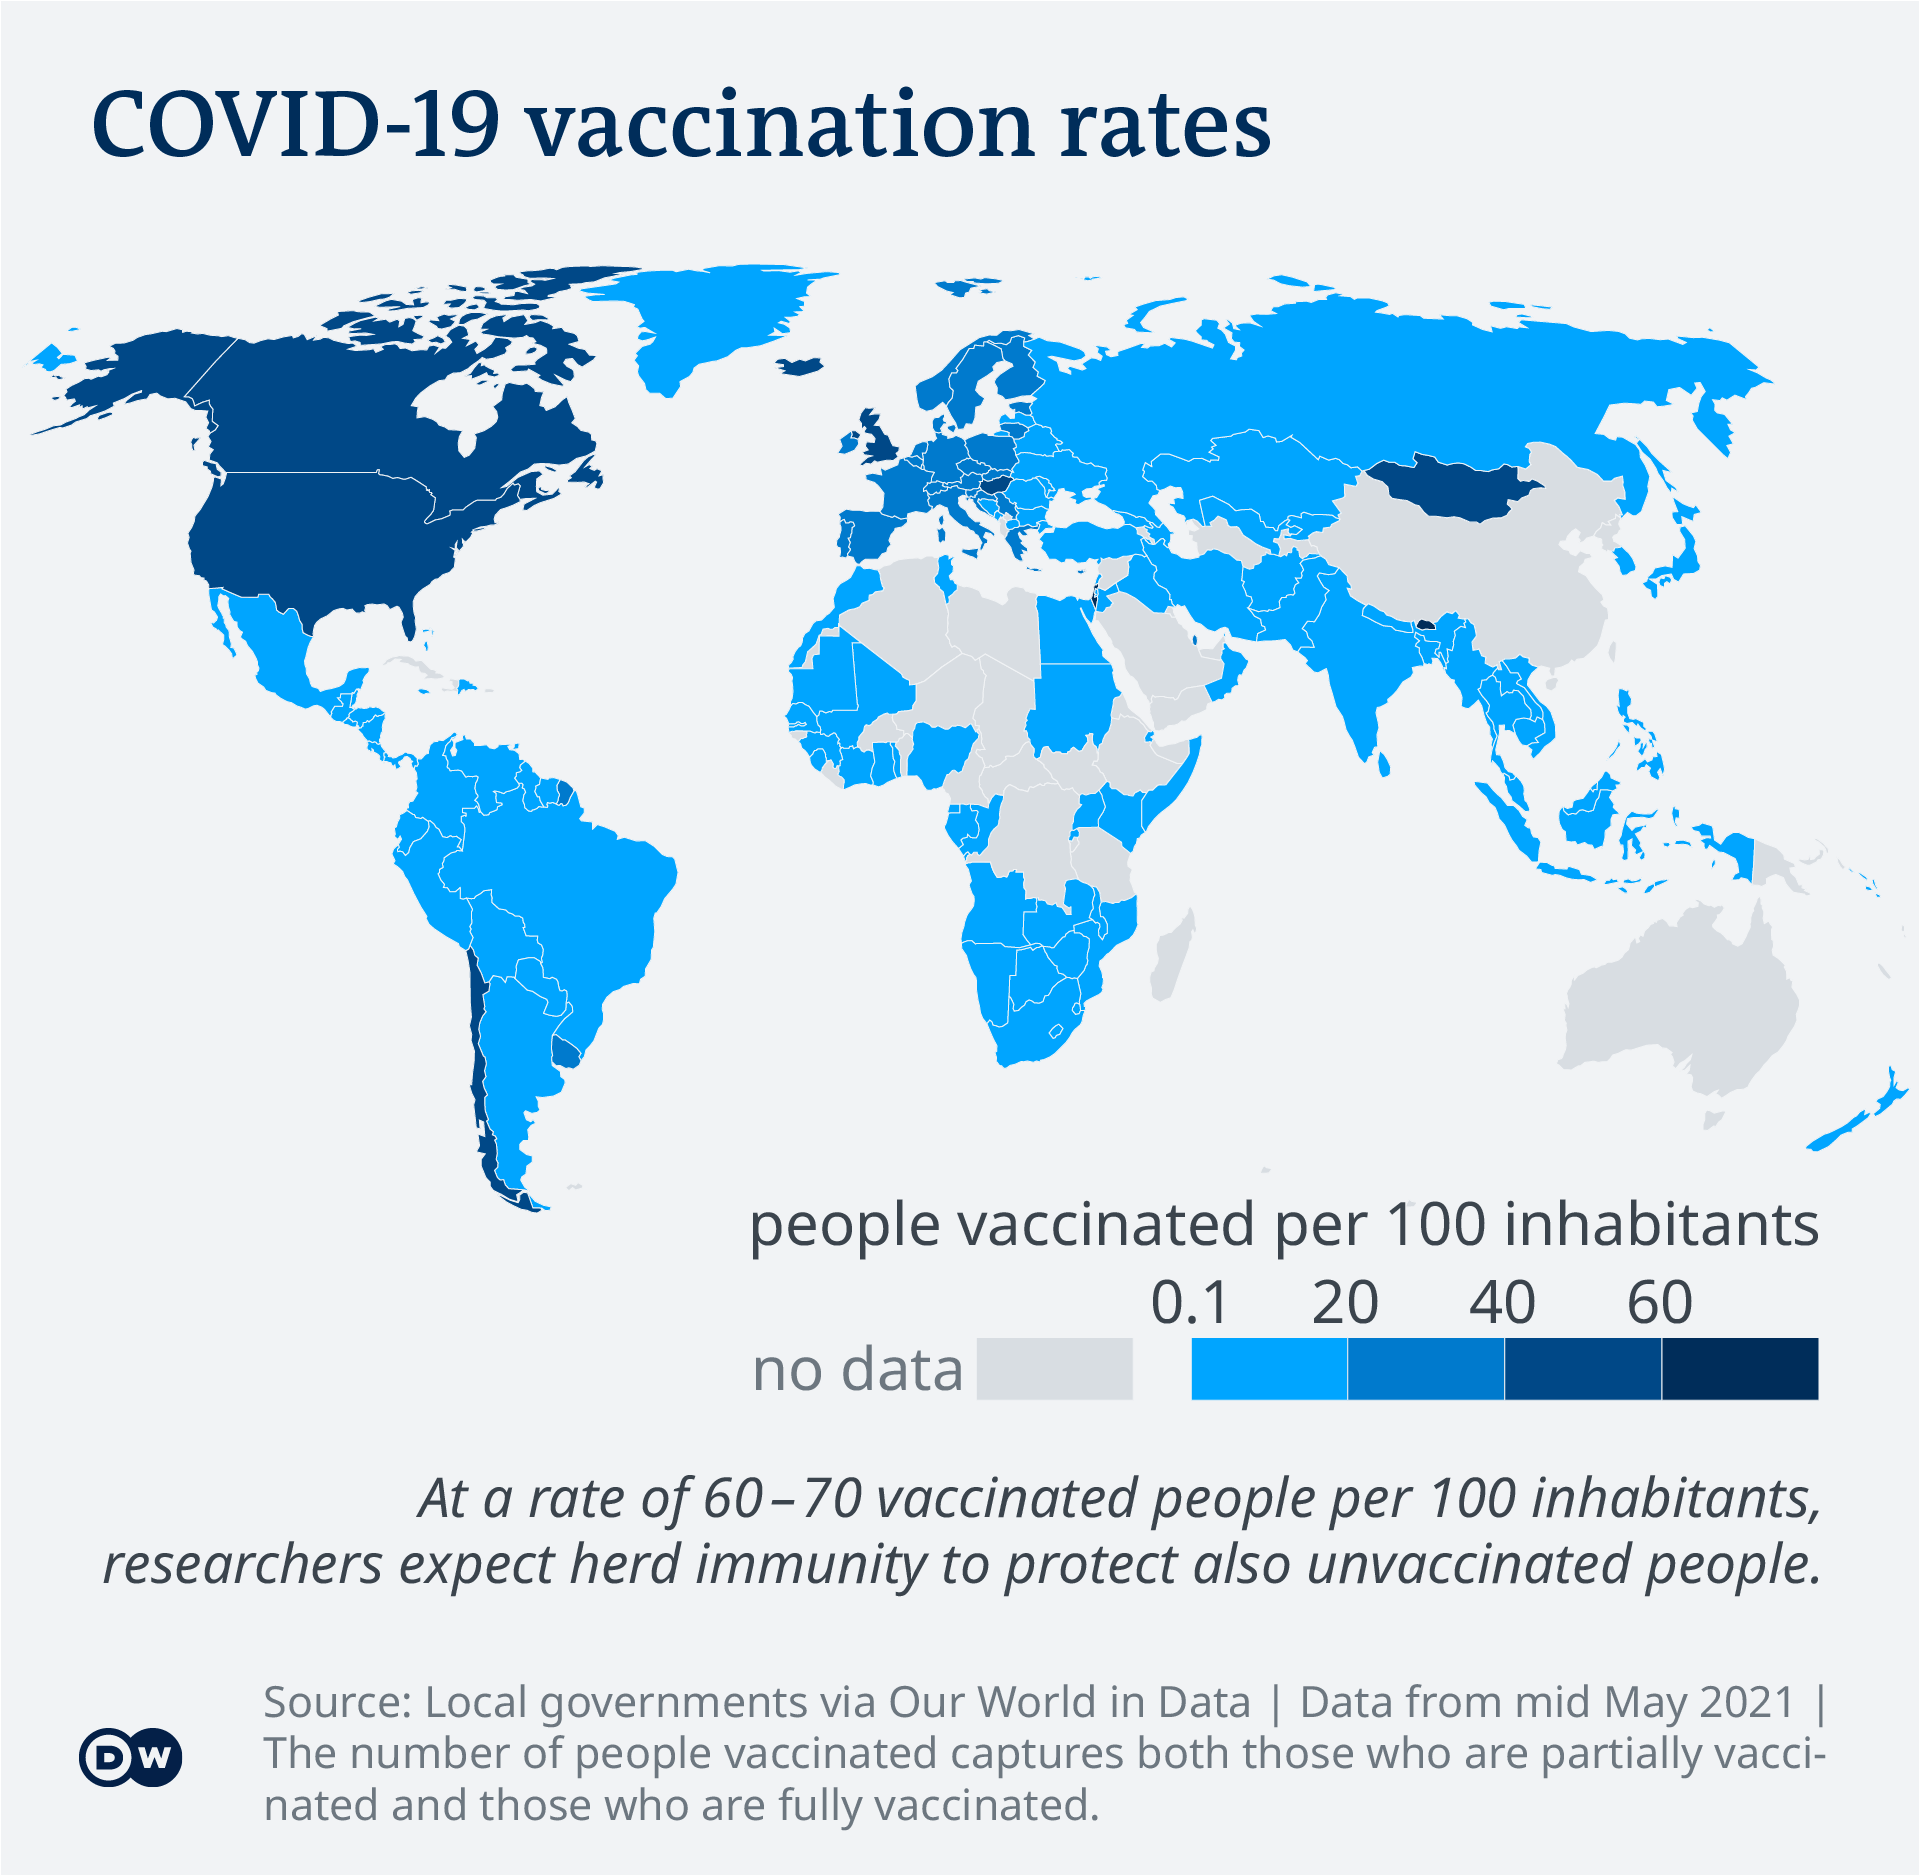 COVID-19 vaccination rates
people vaccinated per 100 inhabitants
0.1 20 40 60
no data
At a rate of 60–70 vaccinated people per 100 inhabitants,
researchers expect herd immunity to protect also unvaccinated people.
Source: Local governments via Our World in Data | Data from mid May 2021 |
The number of people vaccinated captures both those who are partially vacci-
nated and those who are fully vaccinated.
DW